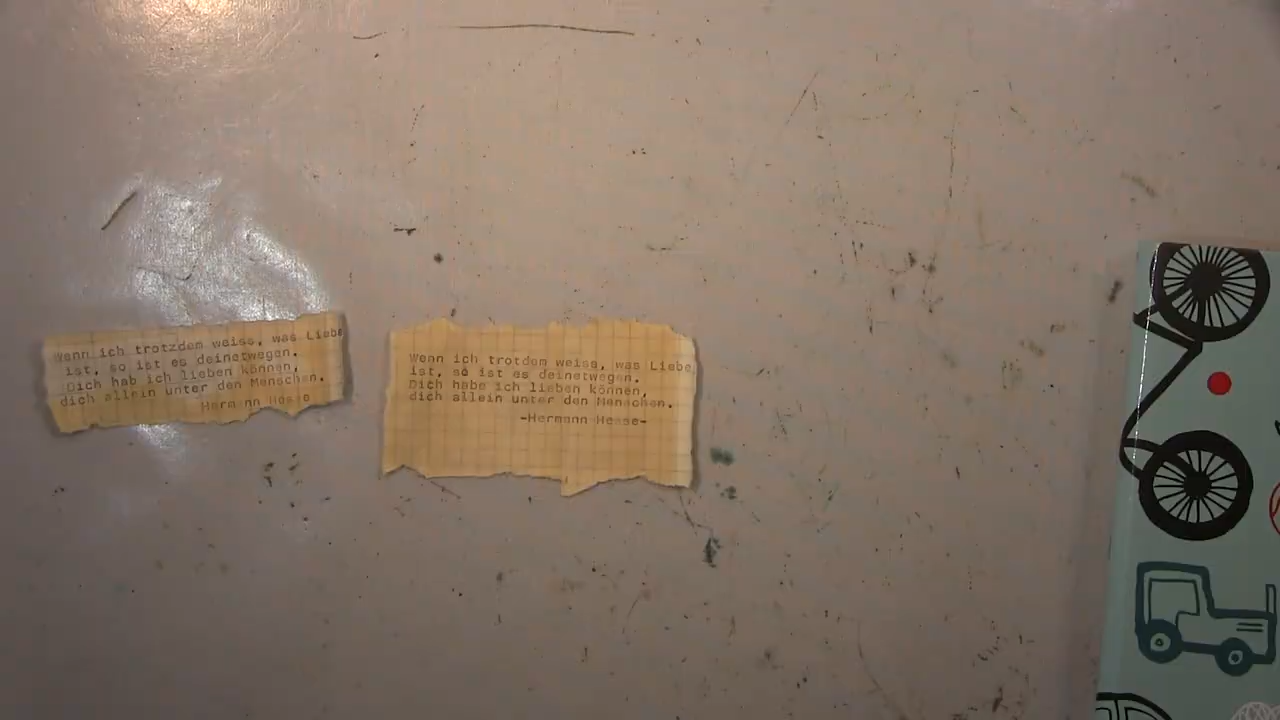 Wenn ich trotzdem weiss, was Liebe
ist, so ist es deinetwegen.
Dich hab ich lieben können,
dich allein unter den Menschen.
Hermann Hesse
Wenn ich trotdem weiss, was Liebe
ist, so ist es deinetwegen.
Dich habe ich lieben können,
dich allein unter den Menschen.
-Hermann Hesse-